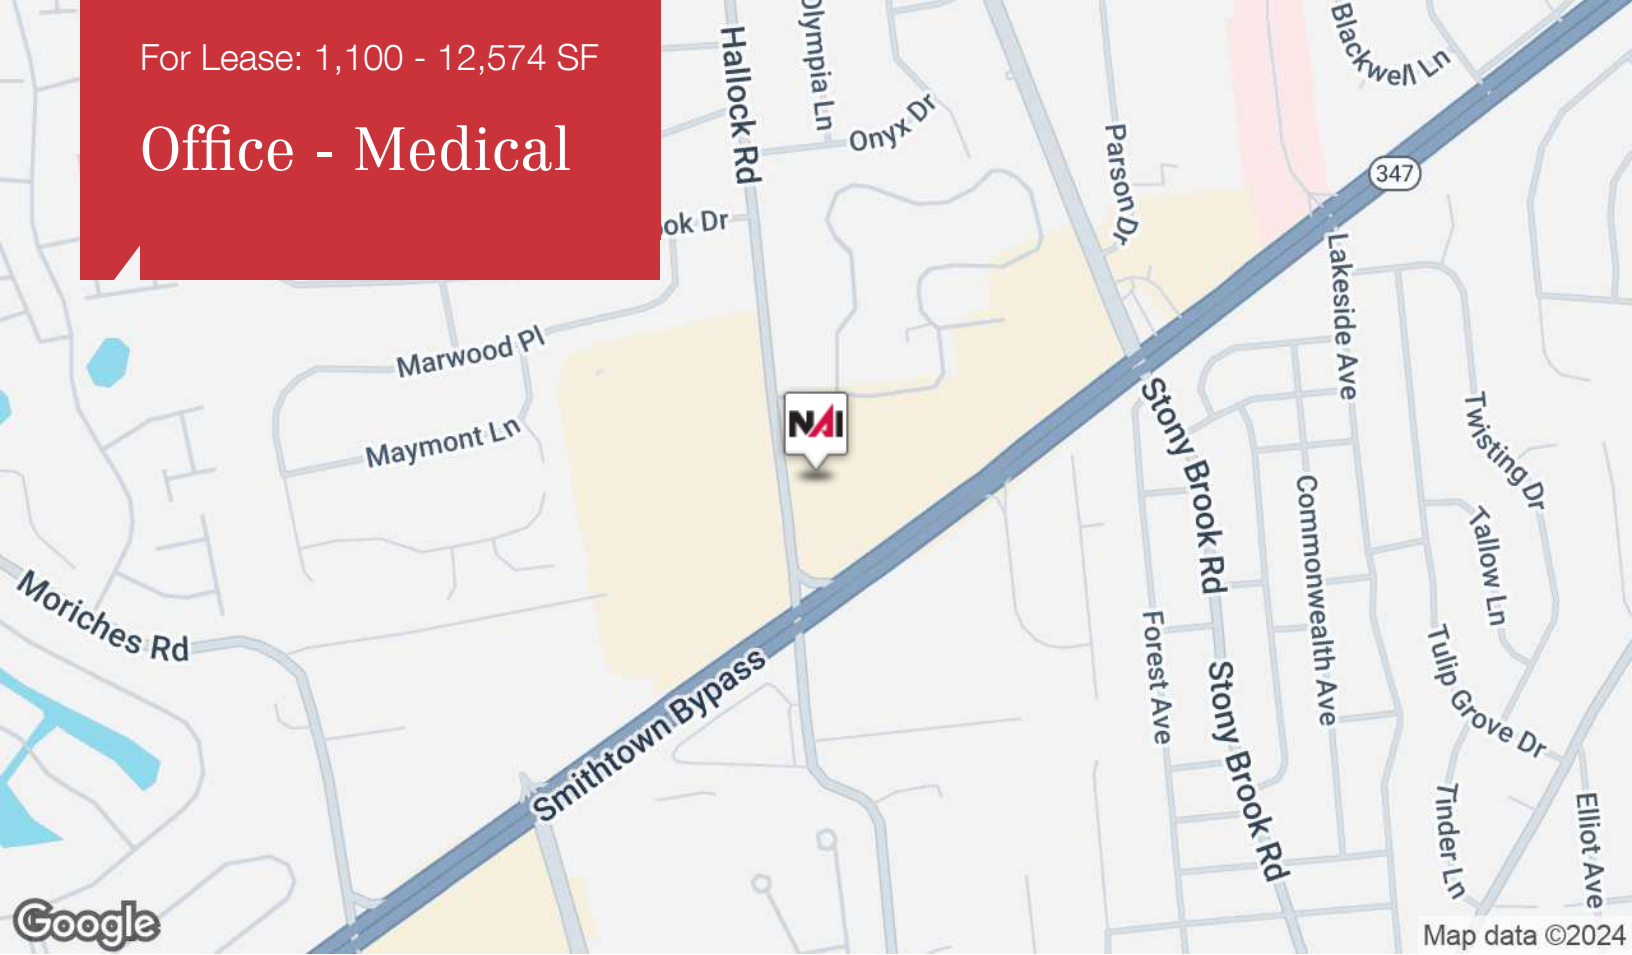 For Lease: 1,100 - 12,574 SF
Office - Medical
Hallock Rd
Olympia Ln
Onyx Dr
Parson Dr
Blackwell Ln
347
ok Dr
Lakeside Ave
Marwood Pl
Maymont Ln
NAI
Stony Brook Rd
Twisting Dr
Commonwealth Ave
Tallow Ln
Moriches Rd
Forest Ave
Tulip Grove Dr
Smithtown Bypass
Stony Brook Rd
Tinder Ln
Elliot Ave
Google
Map data ©2024